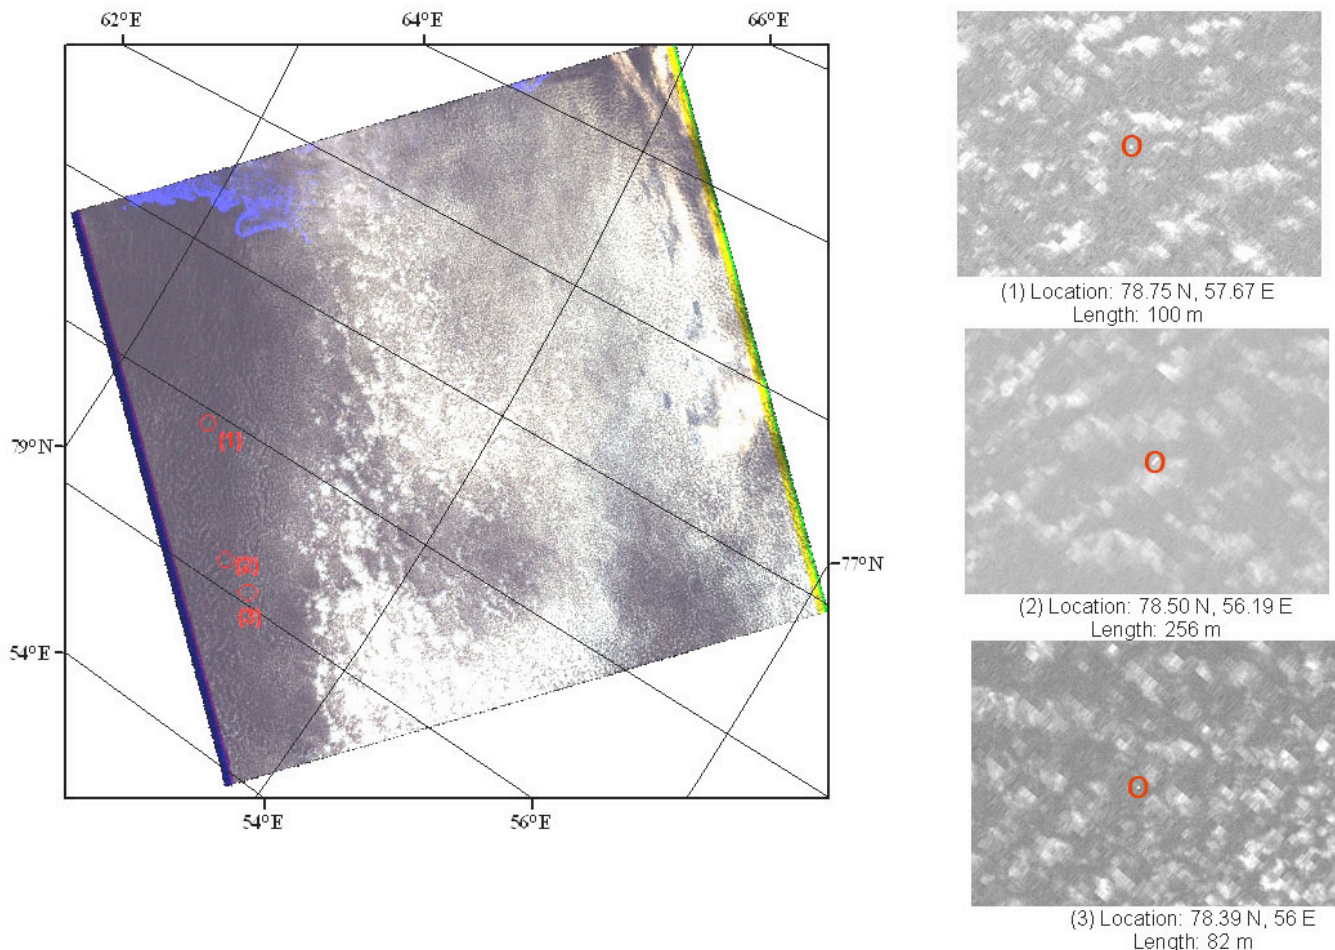 62°E
64°E
66°E
79°N
54°E
77°N
54°E
56°E
(1)
(2)
(3)
(1) Location: 78.75 N, 57.67 E
Length: 100 m
(2) Location: 78.50 N, 56.19 E
Length: 256 m
(3) Location: 78.39 N, 56 E
Length: 82 m